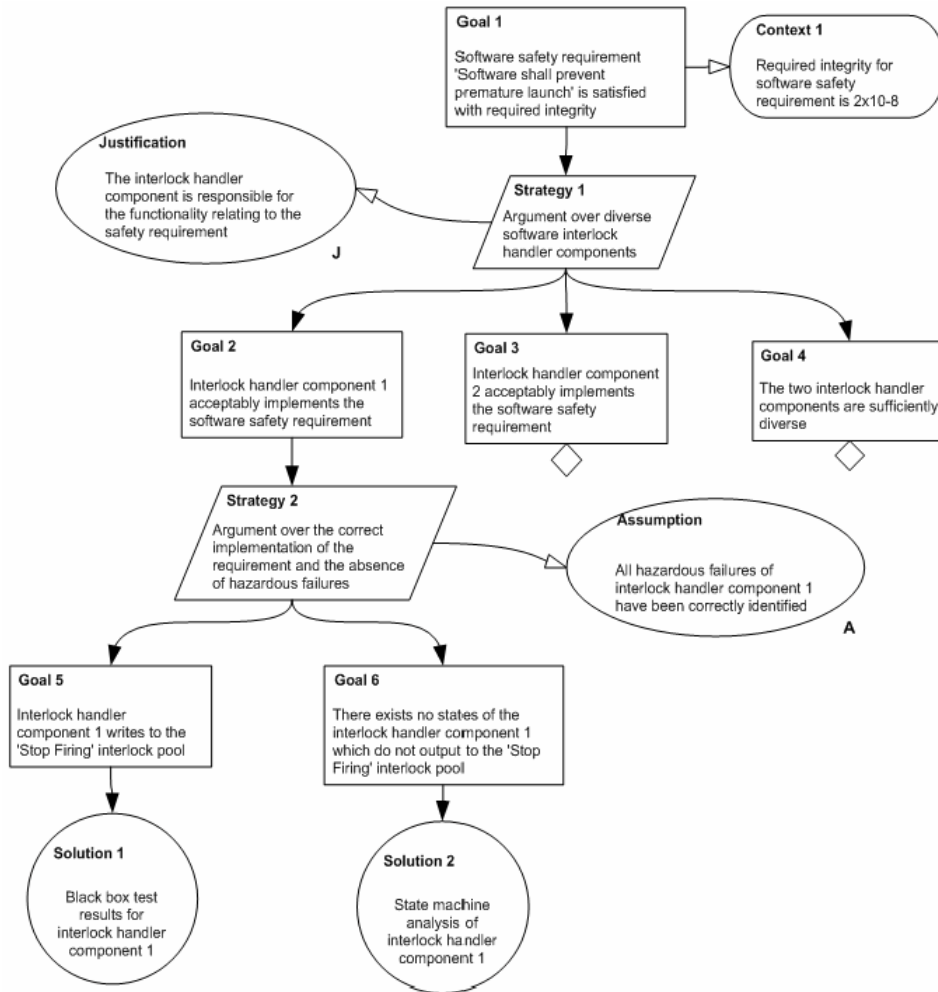 Goal 1
Software safety requirement
'Software shall prevent
premature launch' is satisfied
with required integrity
Context 1
Required integrity for
software safety
requirement is 2x10-8
Justification
The interlock handler
component is responsible for
the functionality relating to the
safety requirement
J
Strategy 1
Argument over diverse
software interlock
handler components
Goal 2
Interlock handler component 1
acceptably implements the
software safety requirement
Goal 3
Interlock handler component
2 acceptably implements
the software safety
requirement
Goal 4
The two interlock handler
components are sufficiently
diverse
Strategy 2
Argument over the correct
implementation of the
requirement and the absence
of hazardous failures
Assumption
All hazardous failures of
interlock handler component 1
have been correctly identified
A
Goal 5
Interlock handler
component 1 writes to the
'Stop Firing' interlock pool
Goal 6
There exists no states of the
interlock handler component 1
which do not output to the 'Stop
Firing' interlock pool
Solution 1
Black box test
results for
interlock handler
component 1
Solution 2
State machine
analysis of
interlock handler
component 1